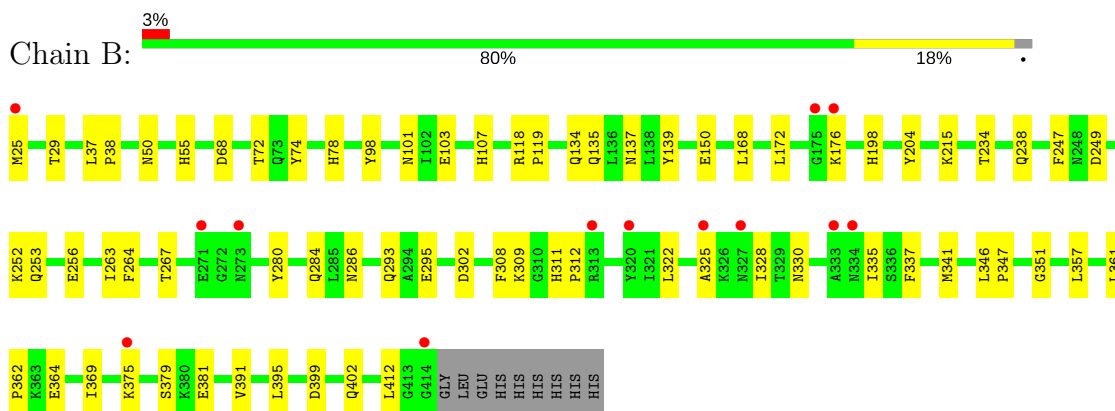 3%
Chain B:
80% 18% •
M25 T29 L37 P38 N50 H55 D68 T72 Q73 Y74 H78 Y98 N101 I102 E103 H107 R118 P119 Q134 Q135 L136 N137 L138 Y139 E150 L168 L172 G175 K176 H198 Y204 K215 T234 Q238 F247 N248 D249
K252 Q253 E256 I263 F264 T267 E271 G272 N273 Y280 Q284 L285 N286 Q293 A294 E295 D302 F308 K309 G310 H311 P312 R313 Y320 I321 L322 A325 K326 N327 I328 T329 N330 A333 N334 I335 S336 F337 M341 L346 P347 G351 L357 L361
P362 K363 E364 I369 K375 S379 K380 E381 V391 L395 D399 Q402 L412 G413 G414 GLY LEU GLU HIS HIS HIS HIS HIS HIS